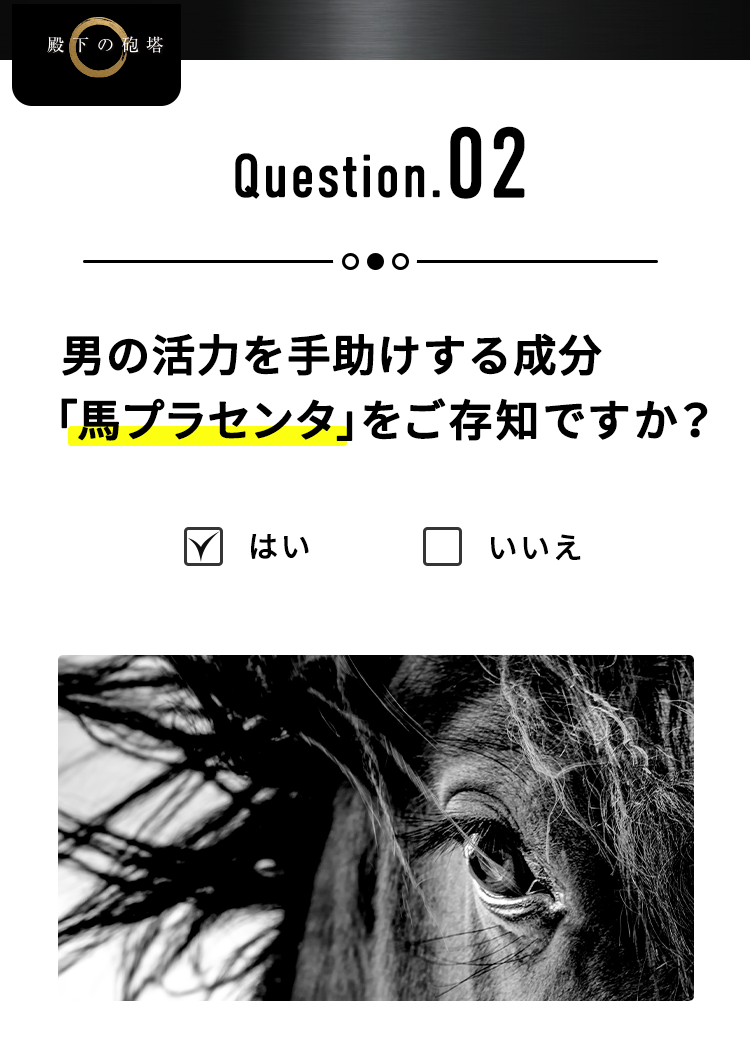 殿下の砲塔
Question.02
男の活力を手助けする成分
「馬プラセンタ」をご存知ですか？
はい
いいえ